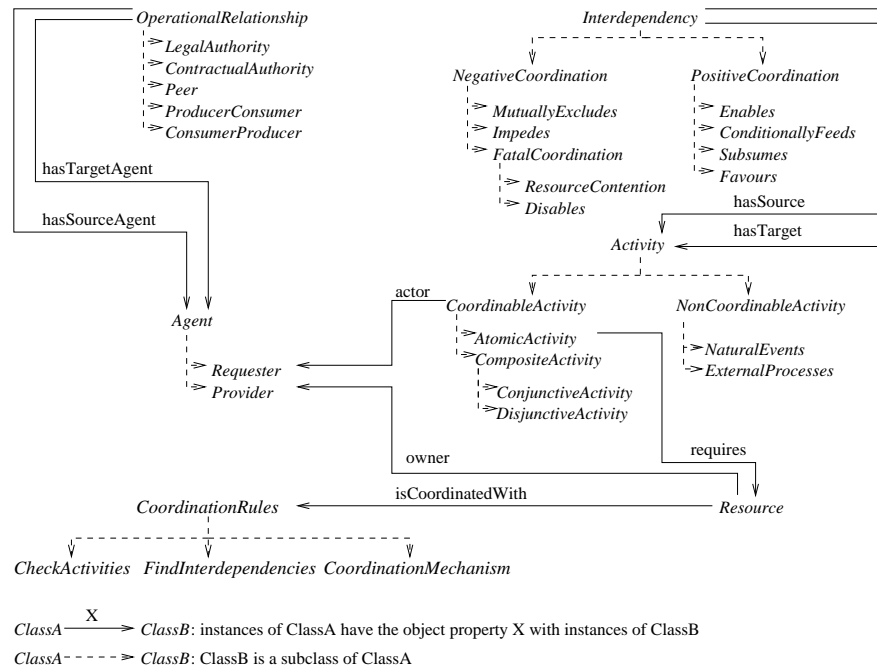 OperationalRelationship
LegalAuthority
ContractualAuthority
Peer
ProducerConsumer
ConsumerProducer
hasTargetAgent
hasSourceAgent
Interdependency
NegativeCoordination
PositiveCoordination
MutuallyExcludes
Impedes
FatalCoordination
ResourceContention
Disables
Enables
ConditionallyFeeds
Subsumes
Favours
hasSource
hasTarget
Activity
actor
CoordinableActivity
NonCoordinableActivity
Agent
Requester
Provider
AtomicActivity
CompositeActivity
ConjunctiveActivity
DisjunctiveActivity
NaturalEvents
ExternalProcesses
owner
requires
isCoordinatedWith
CoordinationRules
Resource
CheckActivities
FindInterdependencies
CoordinationMechanism
X
ClassA ClassB: instances of ClassA have the object property X with instances of ClassB
ClassA ClassB: ClassB is a subclass of ClassA